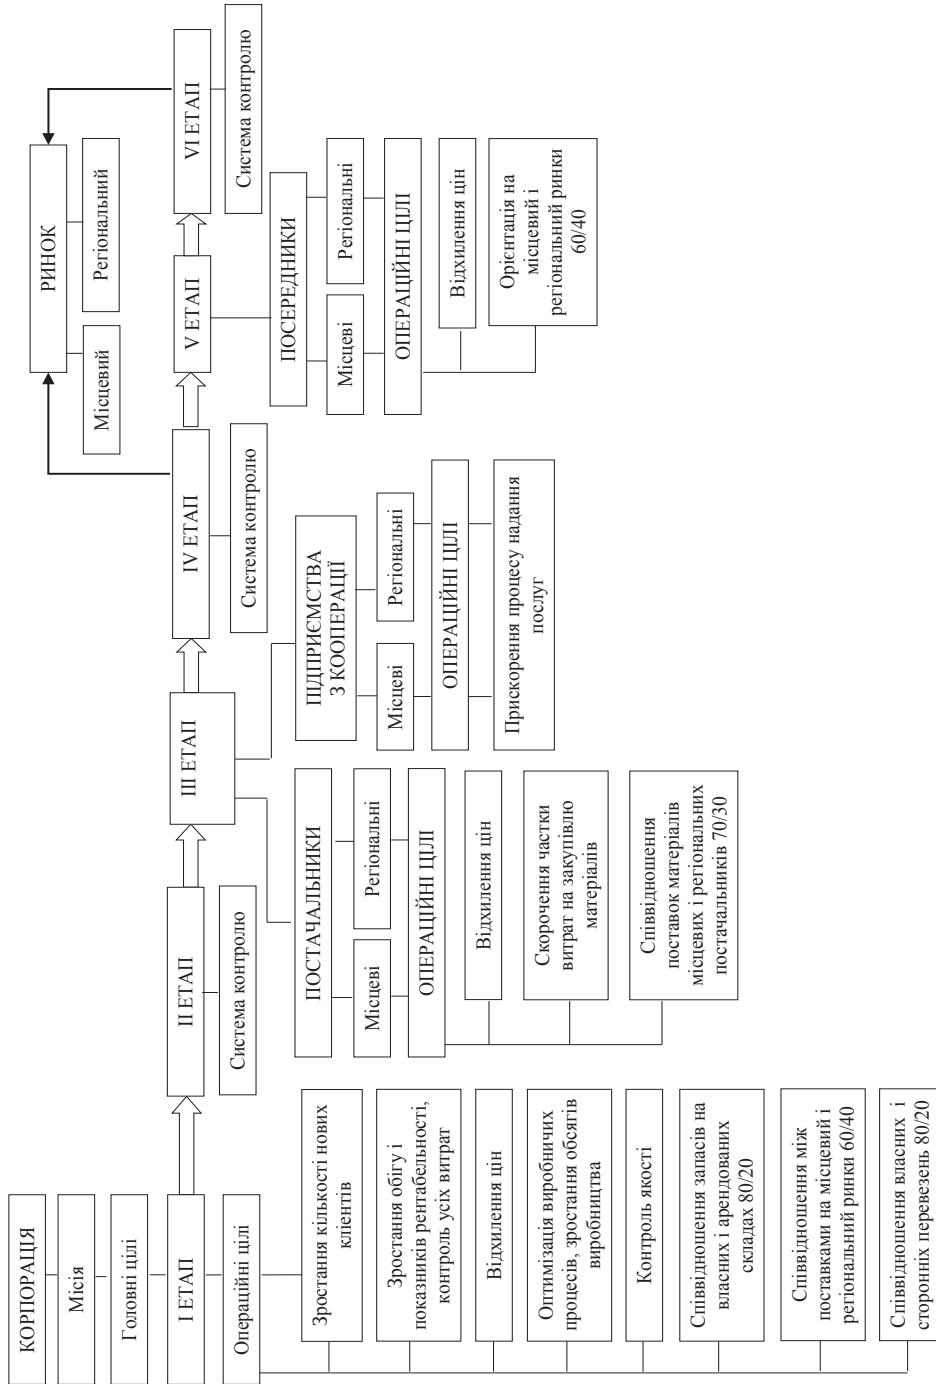 КОРПОРАЦІЯ
Місія
Головні цілі
І ЕТАП
Операційні цілі
Зростання кількості нових
клієнтів
Зростання обігу і
показників рентабельності,
контроль усіх витрат
Відхилення цін
Оптимізація виробничих
процесів, зростання обсягів
виробництва
Контроль якості
Співвідношення запасів на
власних і арендованих
складах 80/20
Співвідношення між
поставками на місцевий і
регіональний ринки 60/40
Співвідношення власних і
сторонніх перевезень 80/20
ІІ ЕТАП
Система контролю
ІІІ ЕТАП
ПОСТАЧАЛЬНИКИ
Місцеві
Регіональні
ОПЕРАЦІЙНІ ЦІЛІ
Відхилення цін
Скорочення частки
витрат на закупівлю
матеріалів
Співвідношення
поставок матеріалів
місцевих і регіональних
постачальників 70/30
ПІДПРИЄМСТВА
З КООПЕРАЦІЇ
Місцеві
Регіональні
ОПЕРАЦІЙНІ ЦІЛІ
Прискорення процесу надання
послуг
IV ЕТАП
Система контролю
РИНОК
Місцевий
Регіональний
V ЕТАП
ПОСЕРЕДНИКИ
Місцеві
Регіональні
ОПЕРАЦІЙНІ ЦІЛІ
Відхилення цін
Орієнтація на
місцевий і
регіональний ринки
60/40
VI ЕТАП
Система контролю